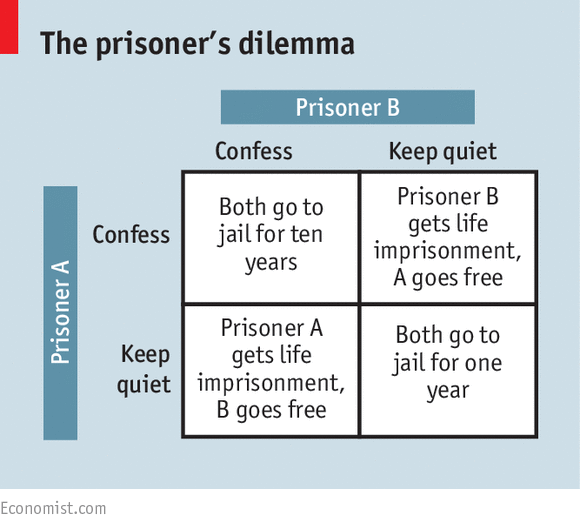 The prisoner's dilemma
Prisoner B
Confess
Keep quiet
Prisoner A
Confess
Both go to
jail for ten
years
Prisoner B
gets life
imprisonment,
A goes free
Keep
quiet
Prisoner A
gets life
imprisonment,
B goes free
Both go to
jail for one
year
Economist.com